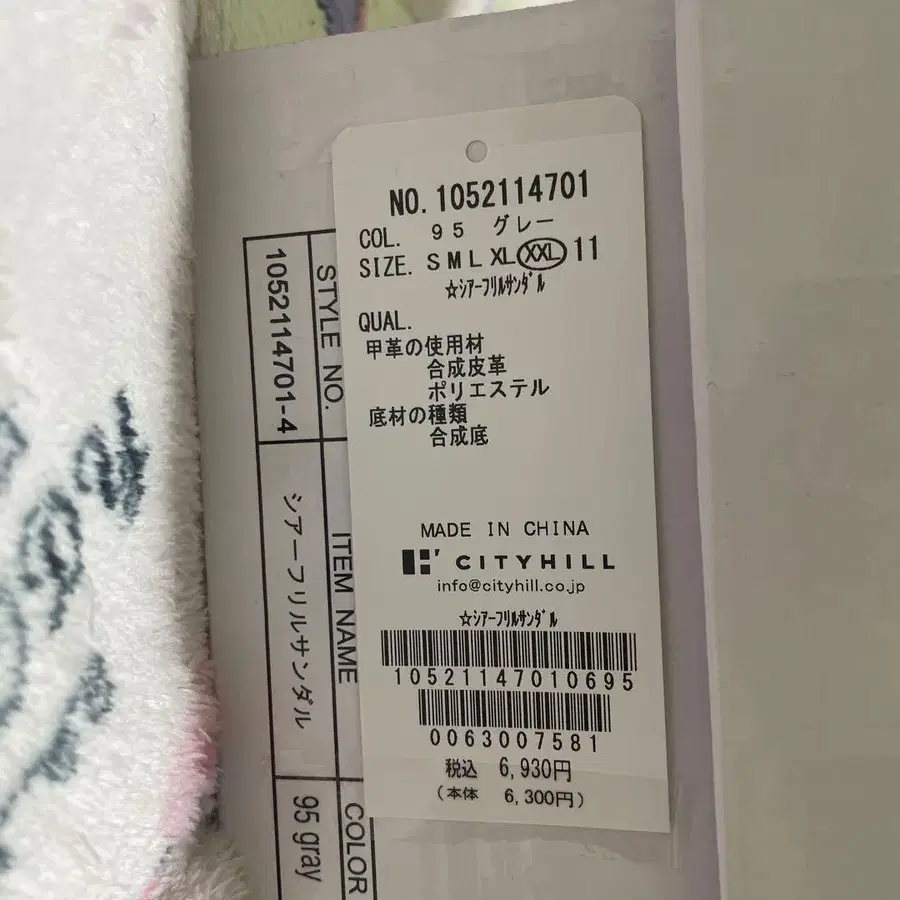 NO. 1052114701
COL. 95 グレー
SIZE. S M L XL XXL 11
☆シアーフリルサンダル
QUAL.
甲革の使用材
合成皮革
ポリエステル
底材の種類
合成底
MADE IN CHINA
CITYHILL
info@cityhill.co.jp
☆シアーフリルサンダル
10521147010695
0063007581
税込 6,930円
(本体 6,300円)
STYLE NO.
1052114701-4
ITEM NAME
シアーフリルサンダル
COLOR
95 gray